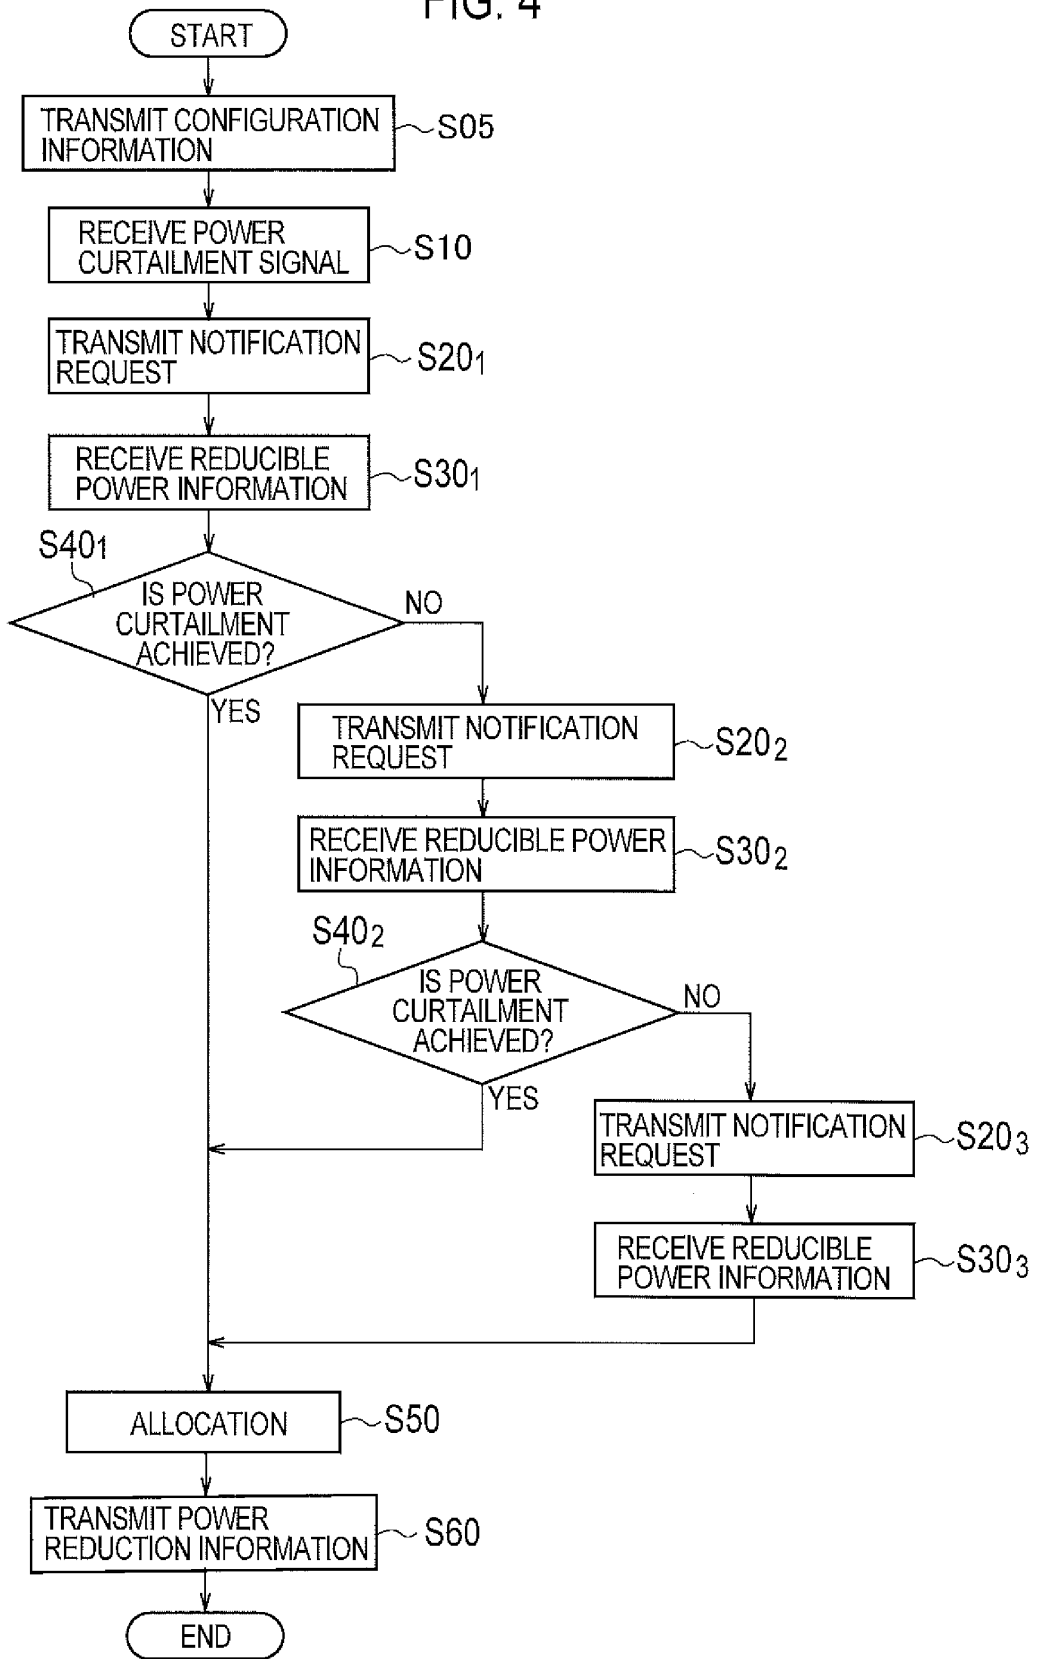 FIG. 4
START
TRANSMIT CONFIGURATION
INFORMATION
S05
RECEIVE POWER
CURTAILMENT SIGNAL
S10
TRANSMIT NOTIFICATION
REQUEST
S201
RECEIVE REDUCIBLE
POWER INFORMATION
S301
S401
IS POWER
CURTAILMENT
ACHIEVED?
NO
YES
TRANSMIT NOTIFICATION
REQUEST
S202
RECEIVE REDUCIBLE POWER
INFORMATION
S302
S402
IS POWER
CURTAILMENT
ACHIEVED?
NO
YES
TRANSMIT NOTIFICATION
REQUEST
S203
RECEIVE REDUCIBLE
POWER INFORMATION
S303
ALLOCATION
S50
TRANSMIT POWER
REDUCTION INFORMATION
S60
END